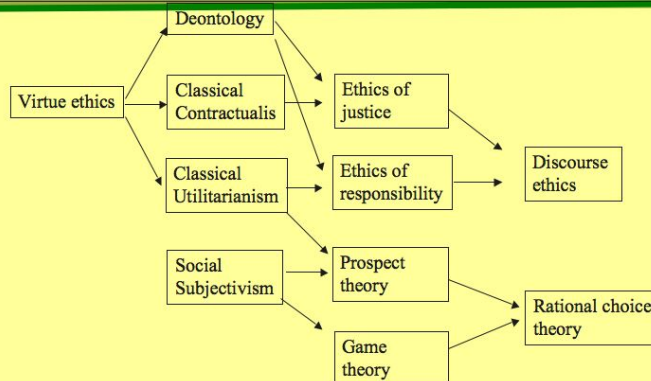 Deontology
Virtue ethics
Classical
Contractualis
Ethics of
justice
Classical
Utilitarianism
Ethics of
responsibility
Discourse
ethics
Social
Subjectivism
Prospect
theory
Rational choice
theory
Game
theory